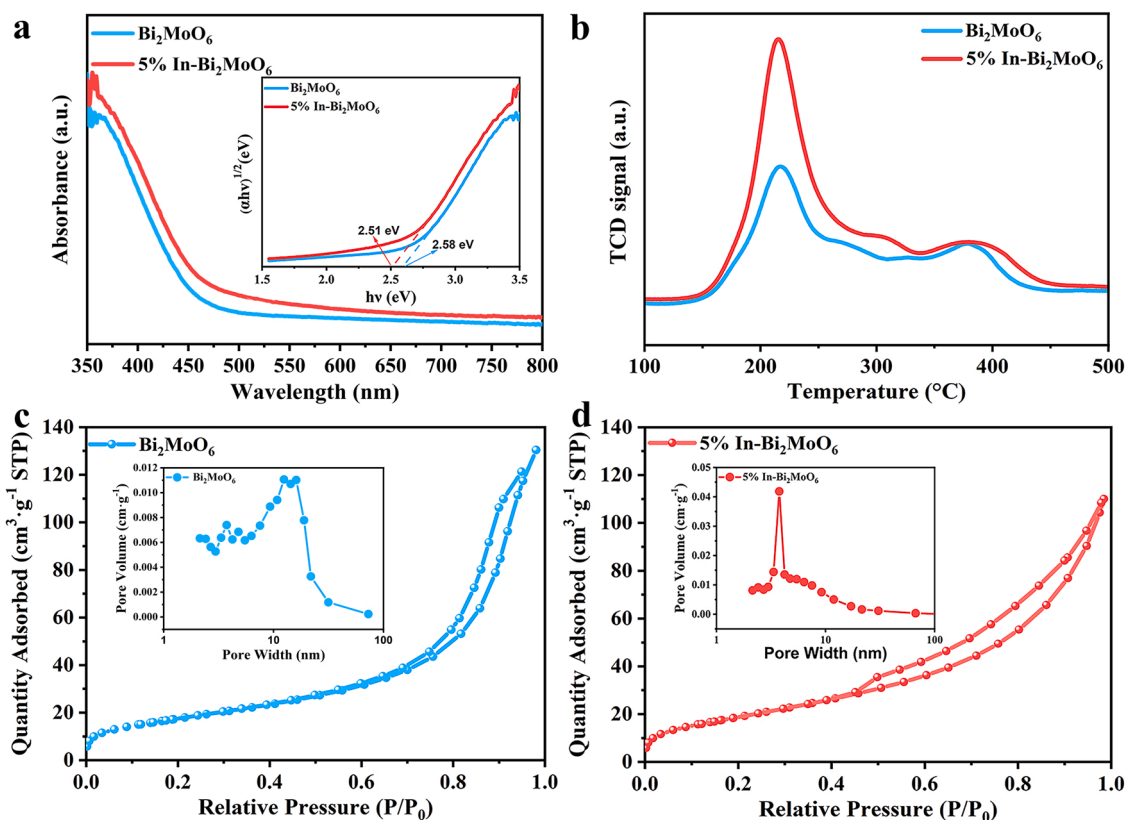 a
Bi₂MoO₆
5% In-Bi₂MoO₆
Absorbance (a.u.)
350 400 450 500 550 600 650 700 750 800
Wavelength (nm)
Bi₂MoO₆
5% In-Bi₂MoO₆
(αhv)¹/²(eV)
2.51 eV
2.58 eV
1.5 2.0 2.5 3.0 3.5
hν (eV)
b
Bi₂MoO₆
5% In-Bi₂MoO₆
TCD signal (a.u.)
100 200 300 400 500
Temperature (°C)
c
Bi₂MoO₆
Quantity Adsorbed (cm³·g⁻¹ STP)
140
120
100
80
60
40
20
0
0.0 0.2 0.4 0.6 0.8 1.0
Relative Pressure (P/P₀)
Bi₂MoO₆
Pore Volume (cm·g⁻¹)
0.012
0.010
0.008
0.006
0.004
0.002
0.000
1 10 100
Pore Width (nm)
d
5% In-Bi₂MoO₆
Quantity Adsorbed (cm³·g⁻¹ STP)
140
120
100
80
60
40
20
0
0.0 0.2 0.4 0.6 0.8 1.0
Relative Pressure (P/P₀)
5% In-Bi₂MoO₆
Pore Volume (cm·g⁻¹)
0.05
0.04
0.03
0.02
0.01
0.00
1 10 100
Pore Width (nm)